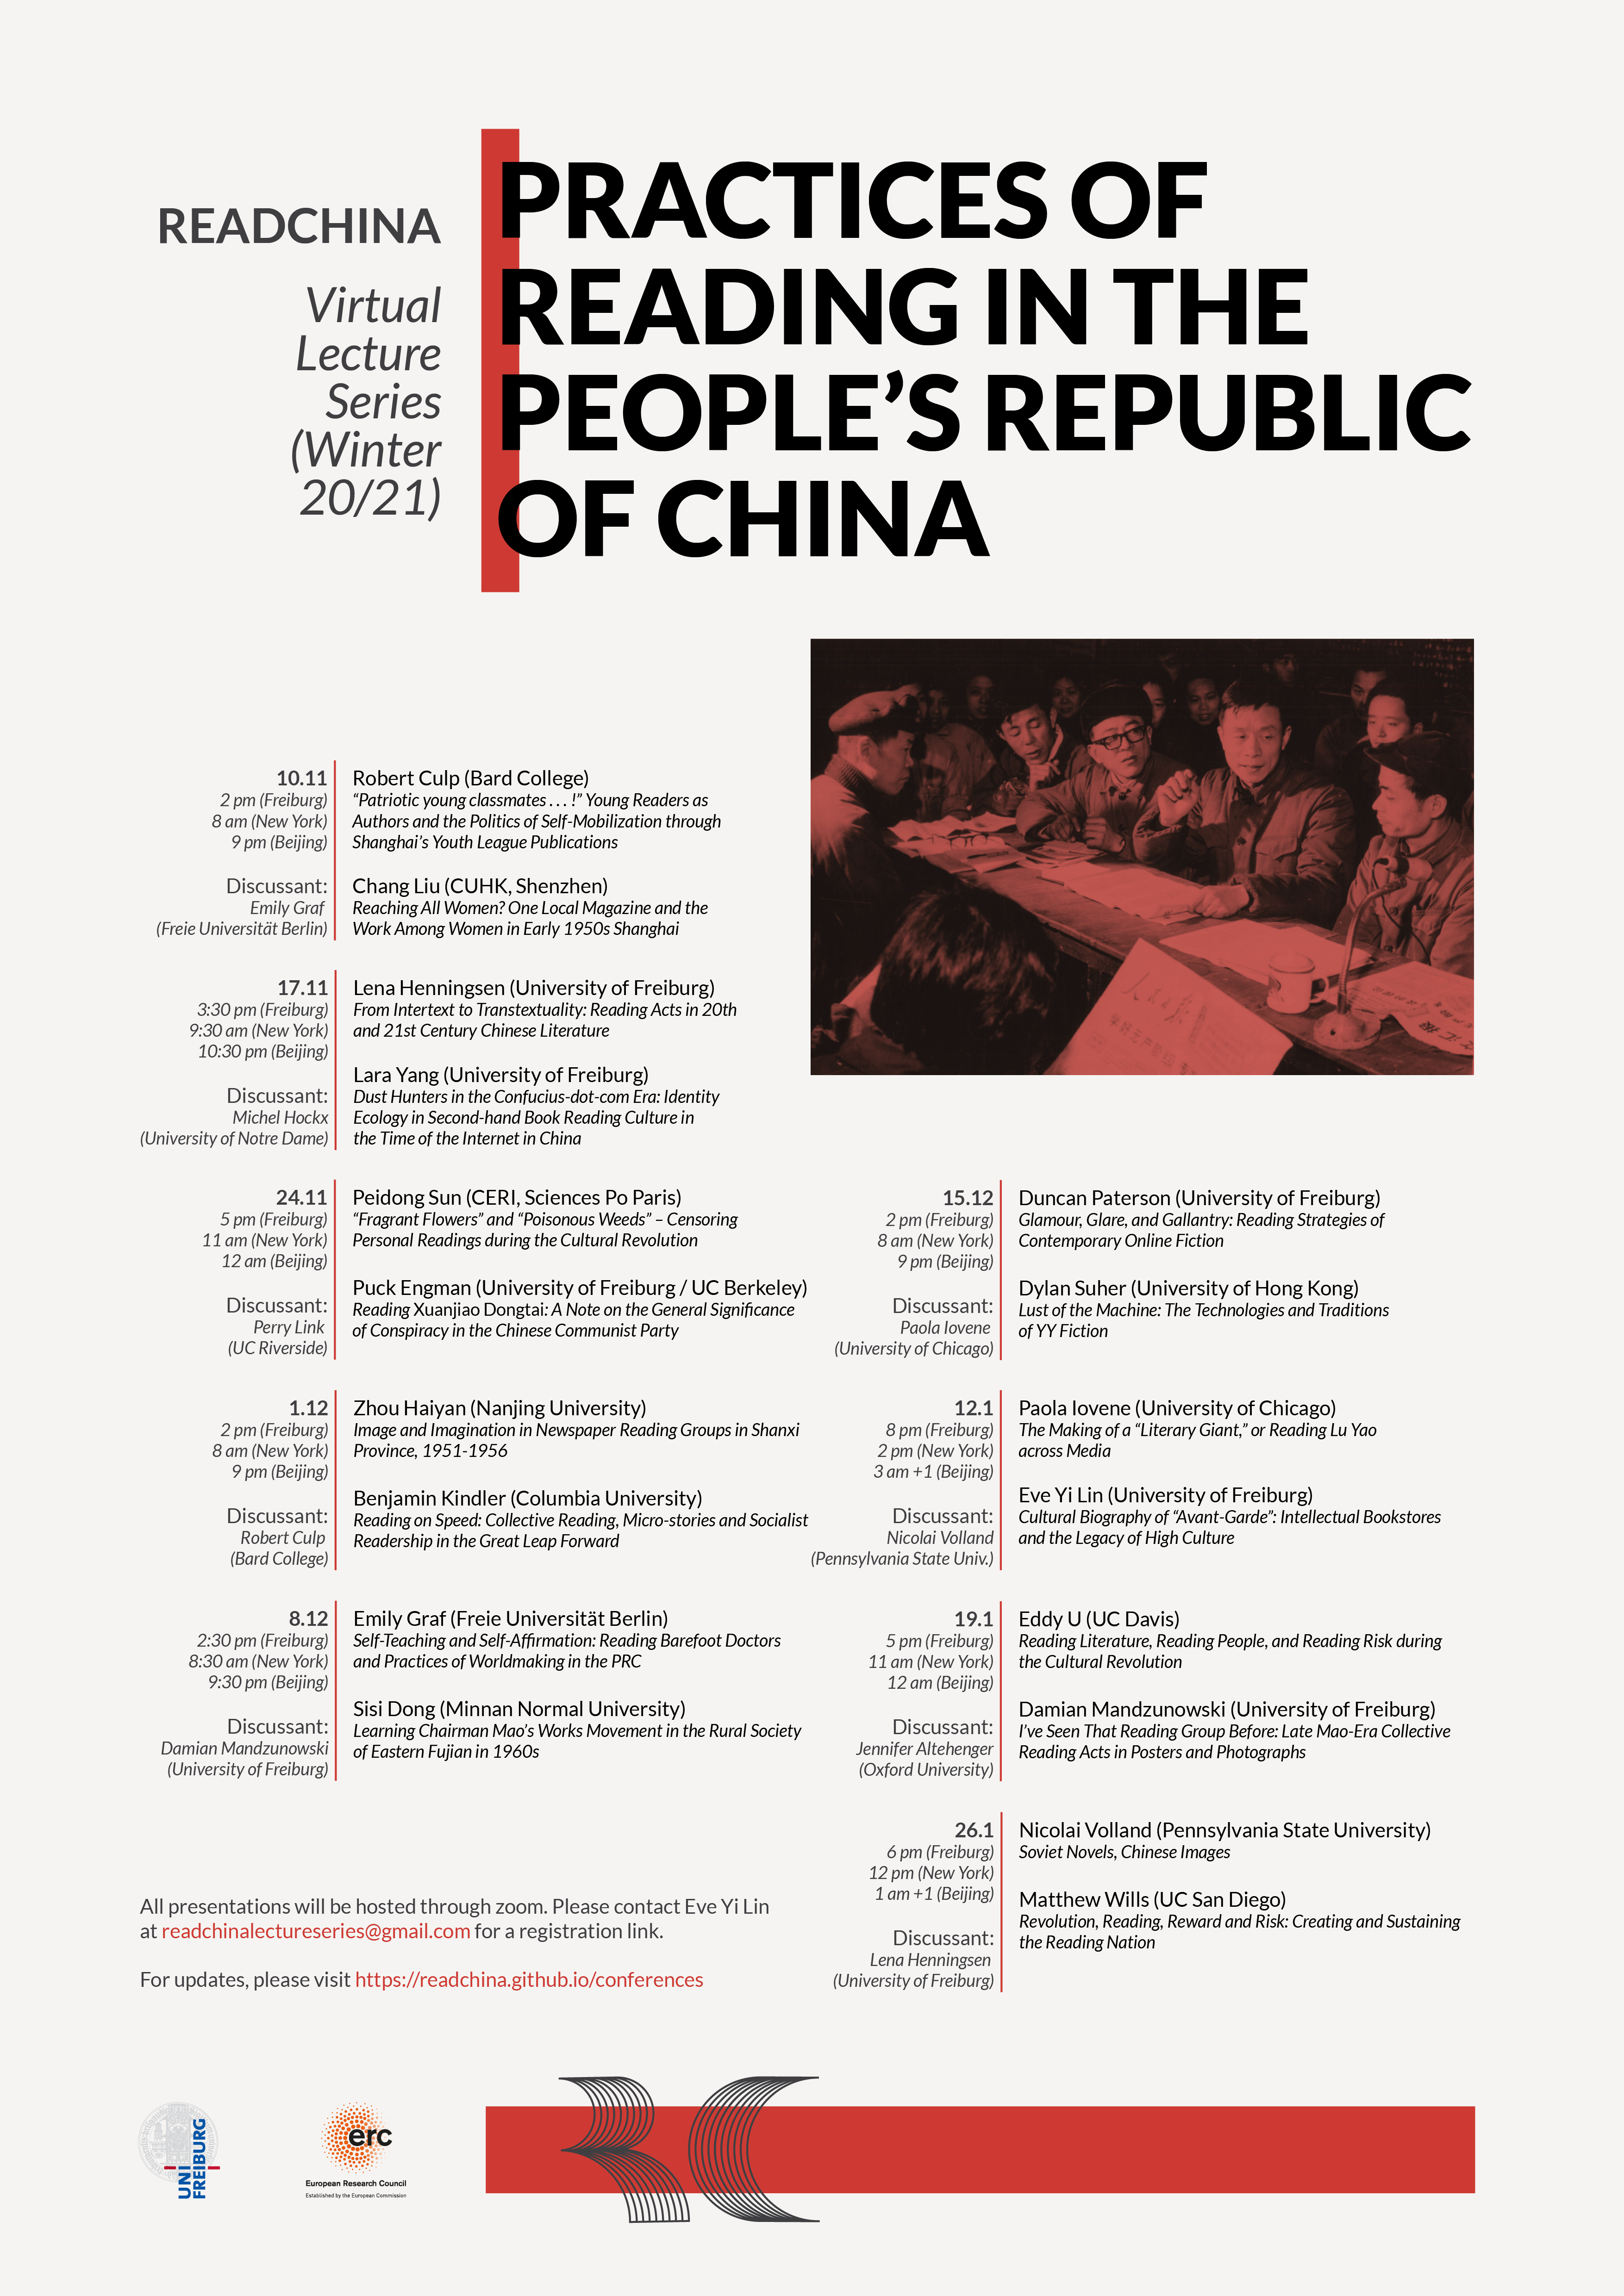 READCHINA
Virtual
Lecture
Series
(Winter
20/21)
PRACTICES OF
READING IN THE
PEOPLE’S REPUBLIC
OF CHINA
10.11
2 pm (Freiburg)
8 am (New York)
9 pm (Beijing)
Discussant:
Emily Graf
(Freie Universität Berlin)
Robert Culp (Bard College)
“Patriotic young classmates . . . !” Young Readers as
Authors and the Politics of Self-Mobilization through
Shanghai’s Youth League Publications
Chang Liu (CUHK, Shenzhen)
Reaching All Women? One Local Magazine and the
Work Among Women in Early 1950s Shanghai
17.11
3:30 pm (Freiburg)
9:30 am (New York)
10:30 pm (Beijing)
Discussant:
Michel Hockx
(University of Notre Dame)
Lena Henningsen (University of Freiburg)
From Intertext to Transtextuality: Reading Acts in 20th
and 21st Century Chinese Literature
Lara Yang (University of Freiburg)
Dust Hunters in the Confucius-dot-com Era: Identity
Ecology in Second-hand Book Reading Culture in
the Time of the Internet in China
24.11
5 pm (Freiburg)
11 am (New York)
12 am (Beijing)
Discussant:
Perry Link
(UC Riverside)
Peidong Sun (CERI, Sciences Po Paris)
“Fragrant Flowers” and “Poisonous Weeds” – Censoring
Personal Readings during the Cultural Revolution
Puck Engman (University of Freiburg / UC Berkeley)
Reading Xuanjiao Dongtai: A Note on the General Significance
of Conspiracy in the Chinese Communist Party
1.12
2 pm (Freiburg)
8 am (New York)
9 pm (Beijing)
Discussant:
Robert Culp
(Bard College)
Zhou Haiyan (Nanjing University)
Image and Imagination in Newspaper Reading Groups in Shanxi
Province, 1951-1956
Benjamin Kindler (Columbia University)
Reading on Speed: Collective Reading, Micro-stories and Socialist
Readership in the Great Leap Forward
8.12
2:30 pm (Freiburg)
8:30 am (New York)
9:30 pm (Beijing)
Discussant:
Damian Mandzunowski
(University of Freiburg)
Emily Graf (Freie Universität Berlin)
Self-Teaching and Self-Affirmation: Reading Barefoot Doctors
and Practices of Worldmaking in the PRC
Sisi Dong (Minnan Normal University)
Learning Chairman Mao’s Works Movement in the Rural Society
of Eastern Fujian in 1960s
15.12
2 pm (Freiburg)
8 am (New York)
9 pm (Beijing)
Discussant:
Paola Iovene
(University of Chicago)
Duncan Paterson (University of Freiburg)
Glamour, Glare, and Gallantry: Reading Strategies of
Contemporary Online Fiction
Dylan Suher (University of Hong Kong)
Lust of the Machine: The Technologies and Traditions
of YY Fiction
12.1
8 pm (Freiburg)
2 pm (New York)
3 am +1 (Beijing)
Discussant:
Nicolai Volland
(Pennsylvania State Univ.)
Paola Iovene (University of Chicago)
The Making of a “Literary Giant,” or Reading Lu Yao
across Media
Eve Yi Lin (University of Freiburg)
Cultural Biography of “Avant-Garde”: Intellectual Bookstores
and the Legacy of High Culture
19.1
5 pm (Freiburg)
11 am (New York)
12 am (Beijing)
Discussant:
Jennifer Altehenger
(Oxford University)
Eddy U (UC Davis)
Reading Literature, Reading People, and Reading Risk during
the Cultural Revolution
Damian Mandzunowski (University of Freiburg)
I’ve Seen That Reading Group Before: Late Mao-Era Collective
Reading Acts in Posters and Photographs
26.1
6 pm (Freiburg)
12 pm (New York)
1 am +1 (Beijing)
Discussant:
Lena Henningsen
(University of Freiburg)
Nicolai Volland (Pennsylvania State University)
Soviet Novels, Chinese Images
Matthew Wills (UC San Diego)
Revolution, Reading, Reward and Risk: Creating and Sustaining
the Reading Nation
All presentations will be hosted through zoom. Please contact Eve Yi Lin
at readchinalectureseries@gmail.com for a registration link.
For updates, please visit https://readchina.github.io/conferences
UNI
FREIBURG
erc
European Research Council
Established by the European Commission